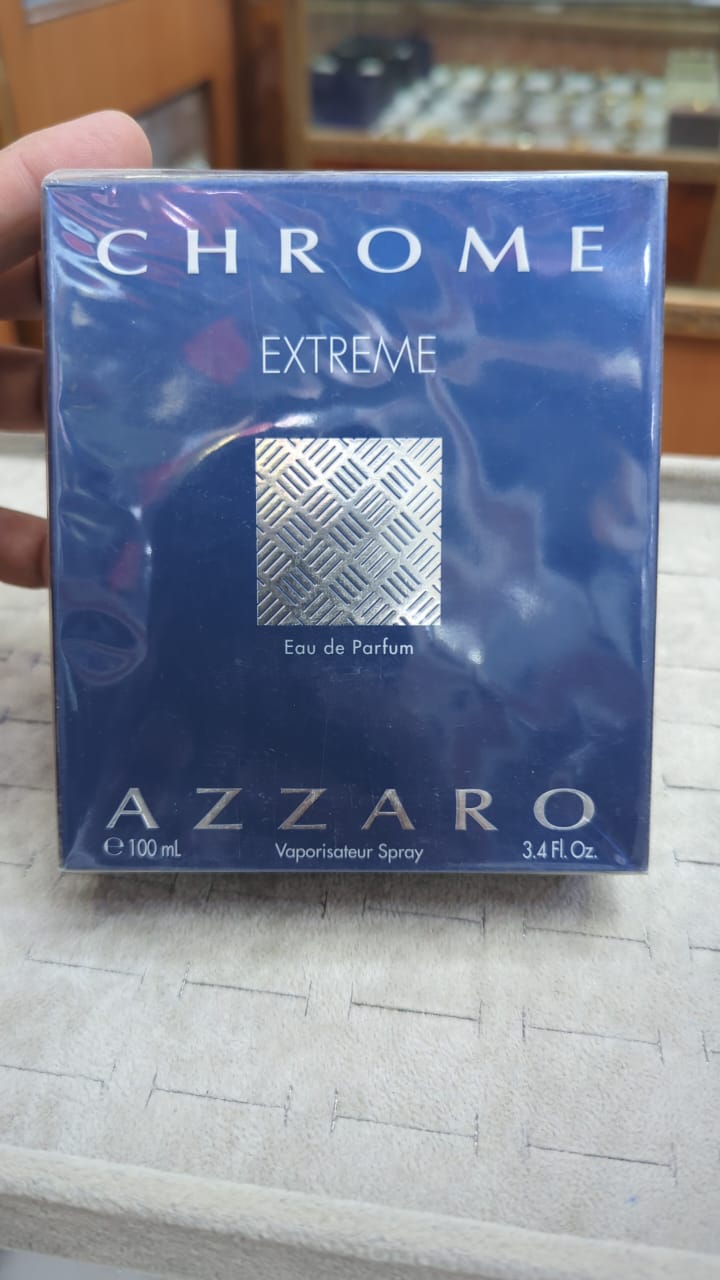 CHROME
EXTREME
Eau de Parfum
AZZARO
℮ 100 mL Vaporisateur Spray 3.4 Fl. Oz.